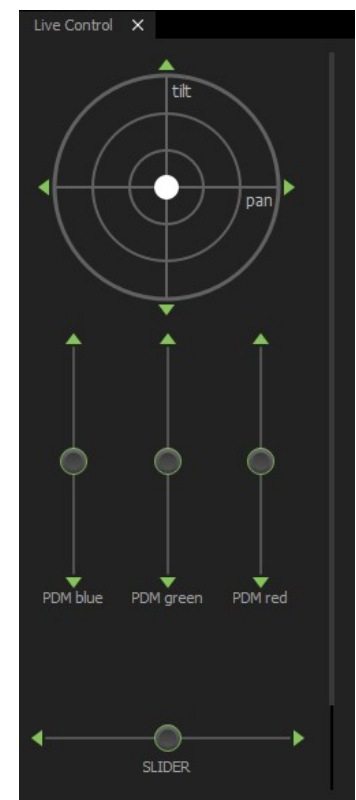 Live Control
tilt
pan
PDM blue PDM green PDM red
SLIDER